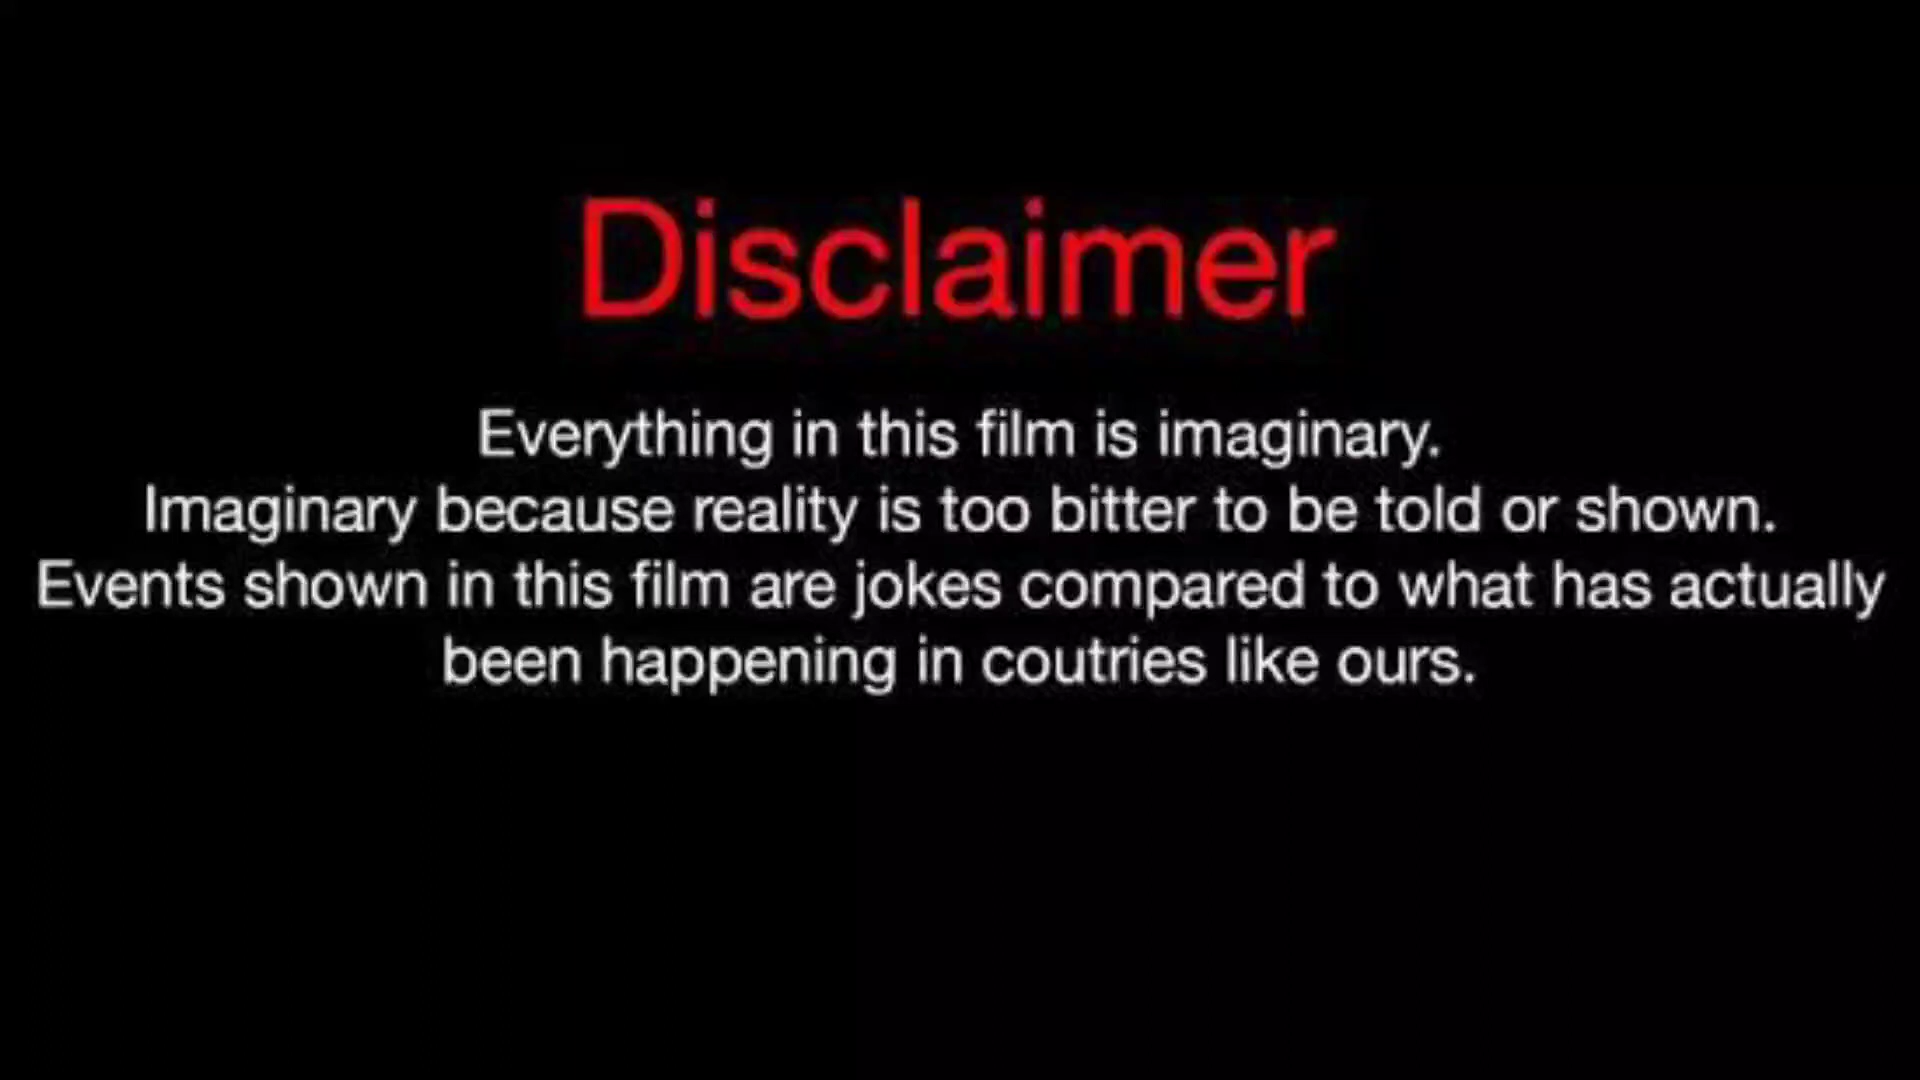 Disclaimer
Everything in this film is imaginary.
Imaginary because reality is too bitter to be told or shown.
Events shown in this film are jokes compared to what has actually
been happening in coutries like ours.